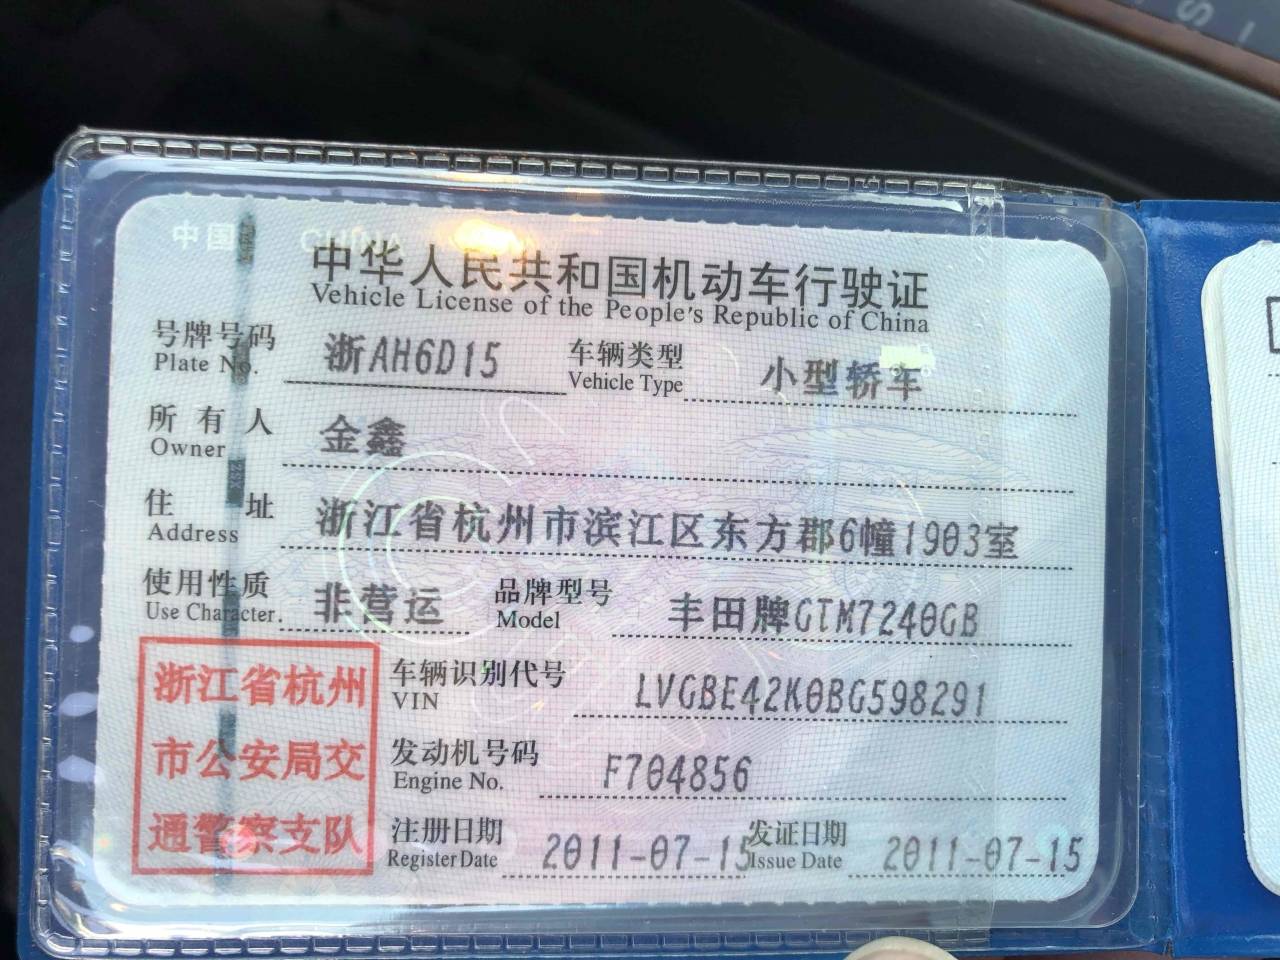 中国 CHINA
中华人民共和国机动车行驶证
Vehicle License of the People's Republic of China
号牌号码 浙AH6D15 车辆类型 小型轿车
Plate No. Vehicle Type
所有人 金鑫
Owner
住址 浙江省杭州市滨江区东方郡6幢1903室
Address
使用性质 非营运 品牌型号 丰田牌GTM7240GB
Use Character Model
浙江省杭州
市公安局交
通警察支队
车辆识别代号 LVGBE42K0BG598291
VIN
发动机号码 F704856
Engine No.
注册日期 2011-07-15 发证日期 2011-07-15
Register Date Issue Date